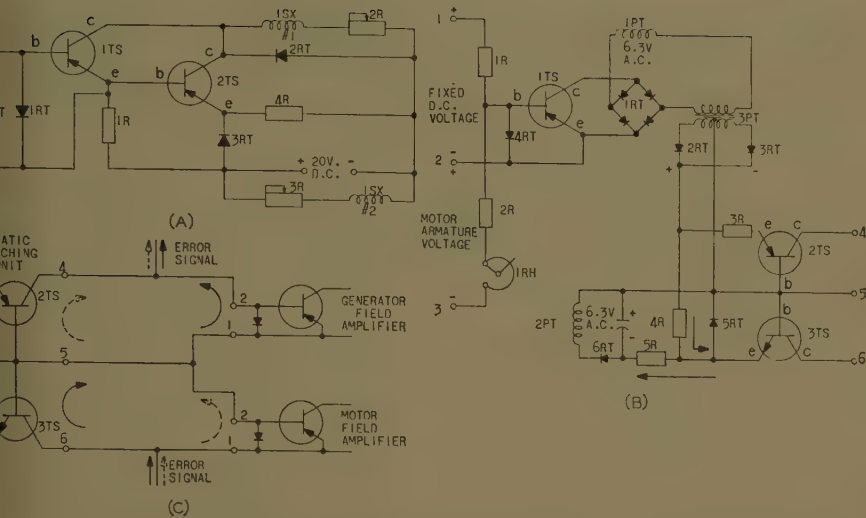 1SX
#1
2R
c
b
1TS
e
2RT
c
b
2TS
1RT
1R
e
4R
3RT
+ 20V. -
D.C.
3R
1SX
#2
(A)
1
+
1R
1TS
b
c
e
FIXED
D.C.
VOLTAGE
4RT
2
-
+
MOTOR
ARMATURE
VOLTAGE
2R
1RH
3
-
1PT
6.3V
A.C.
1RT
3PT
2RT
3RT
+
-
3R
e
c
4
2TS
b
5
b
2PT
6.3V
A.C.
+
-
4R
5RT
3TS
6RT
5R
e
c
6
(B)
UNIT
4
ERROR
SIGNAL
2TS
2
1
GENERATOR
FIELD
AMPLIFIER
5
3TS
6
2
1
MOTOR
FIELD
AMPLIFIER
ERROR
SIGNAL
(C)